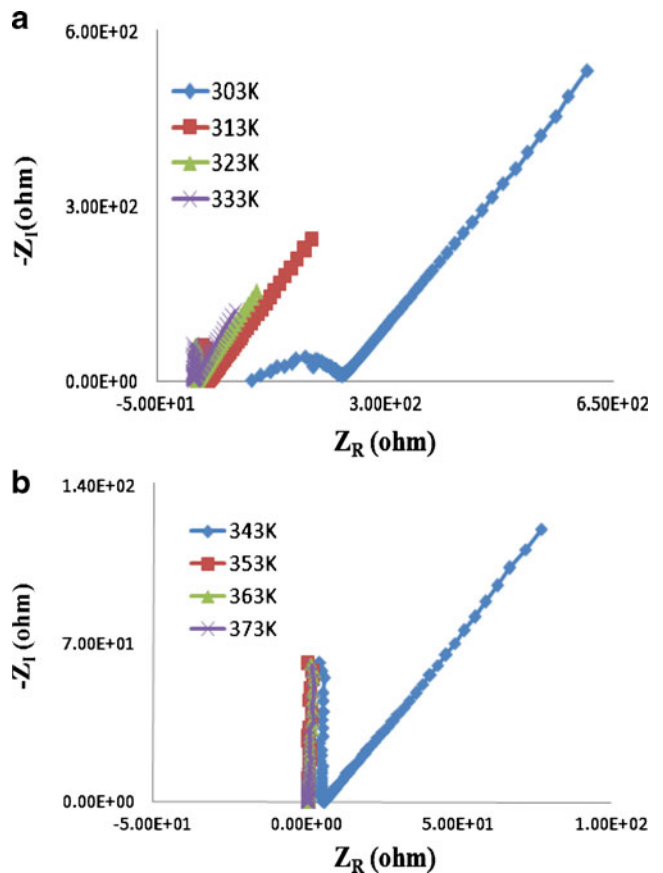 a
6.00E+02
303K
313K
323K
333K
-Z_I(ohm)
3.00E+02
0.00E+00
-5.00E+01 3.00E+02 6.50E+02
Z_R (ohm)
b
1.40E+02
343K
353K
363K
373K
-Z_I (ohm)
7.00E+01
0.00E+00
-5.00E+01 0.00E+00 5.00E+01 1.00E+02
Z_R (ohm)